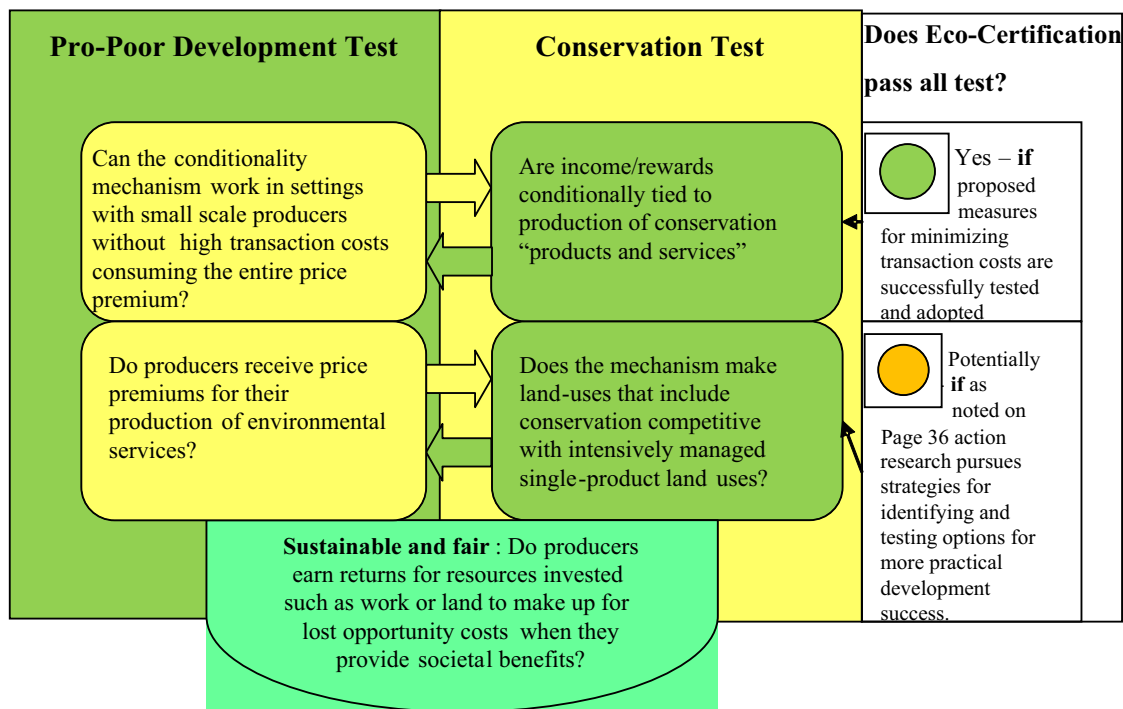 Pro-Poor Development Test
Conservation Test
Does Eco-Certification
pass all test?
Can the conditionality
mechanism work in settings
with small scale producers
without high transaction costs
consuming the entire price
premium?
Are income/rewards
conditionally tied to
production of conservation
“products and services”
Yes – if
proposed
measures
for minimizing
transaction costs are
successfully tested
and adopted
Do producers receive price
premiums for their
production of environmental
services?
Does the mechanism make
land-uses that include
conservation competitive
with intensively managed
single-product land uses?
Potentially
- if as
noted on
Page 36 action
research pursues
strategies for
identifying and
testing options for
more practical
development
success.
Sustainable and fair : Do producers
earn returns for resources invested
such as work or land to make up for
lost opportunity costs when they
provide societal benefits?